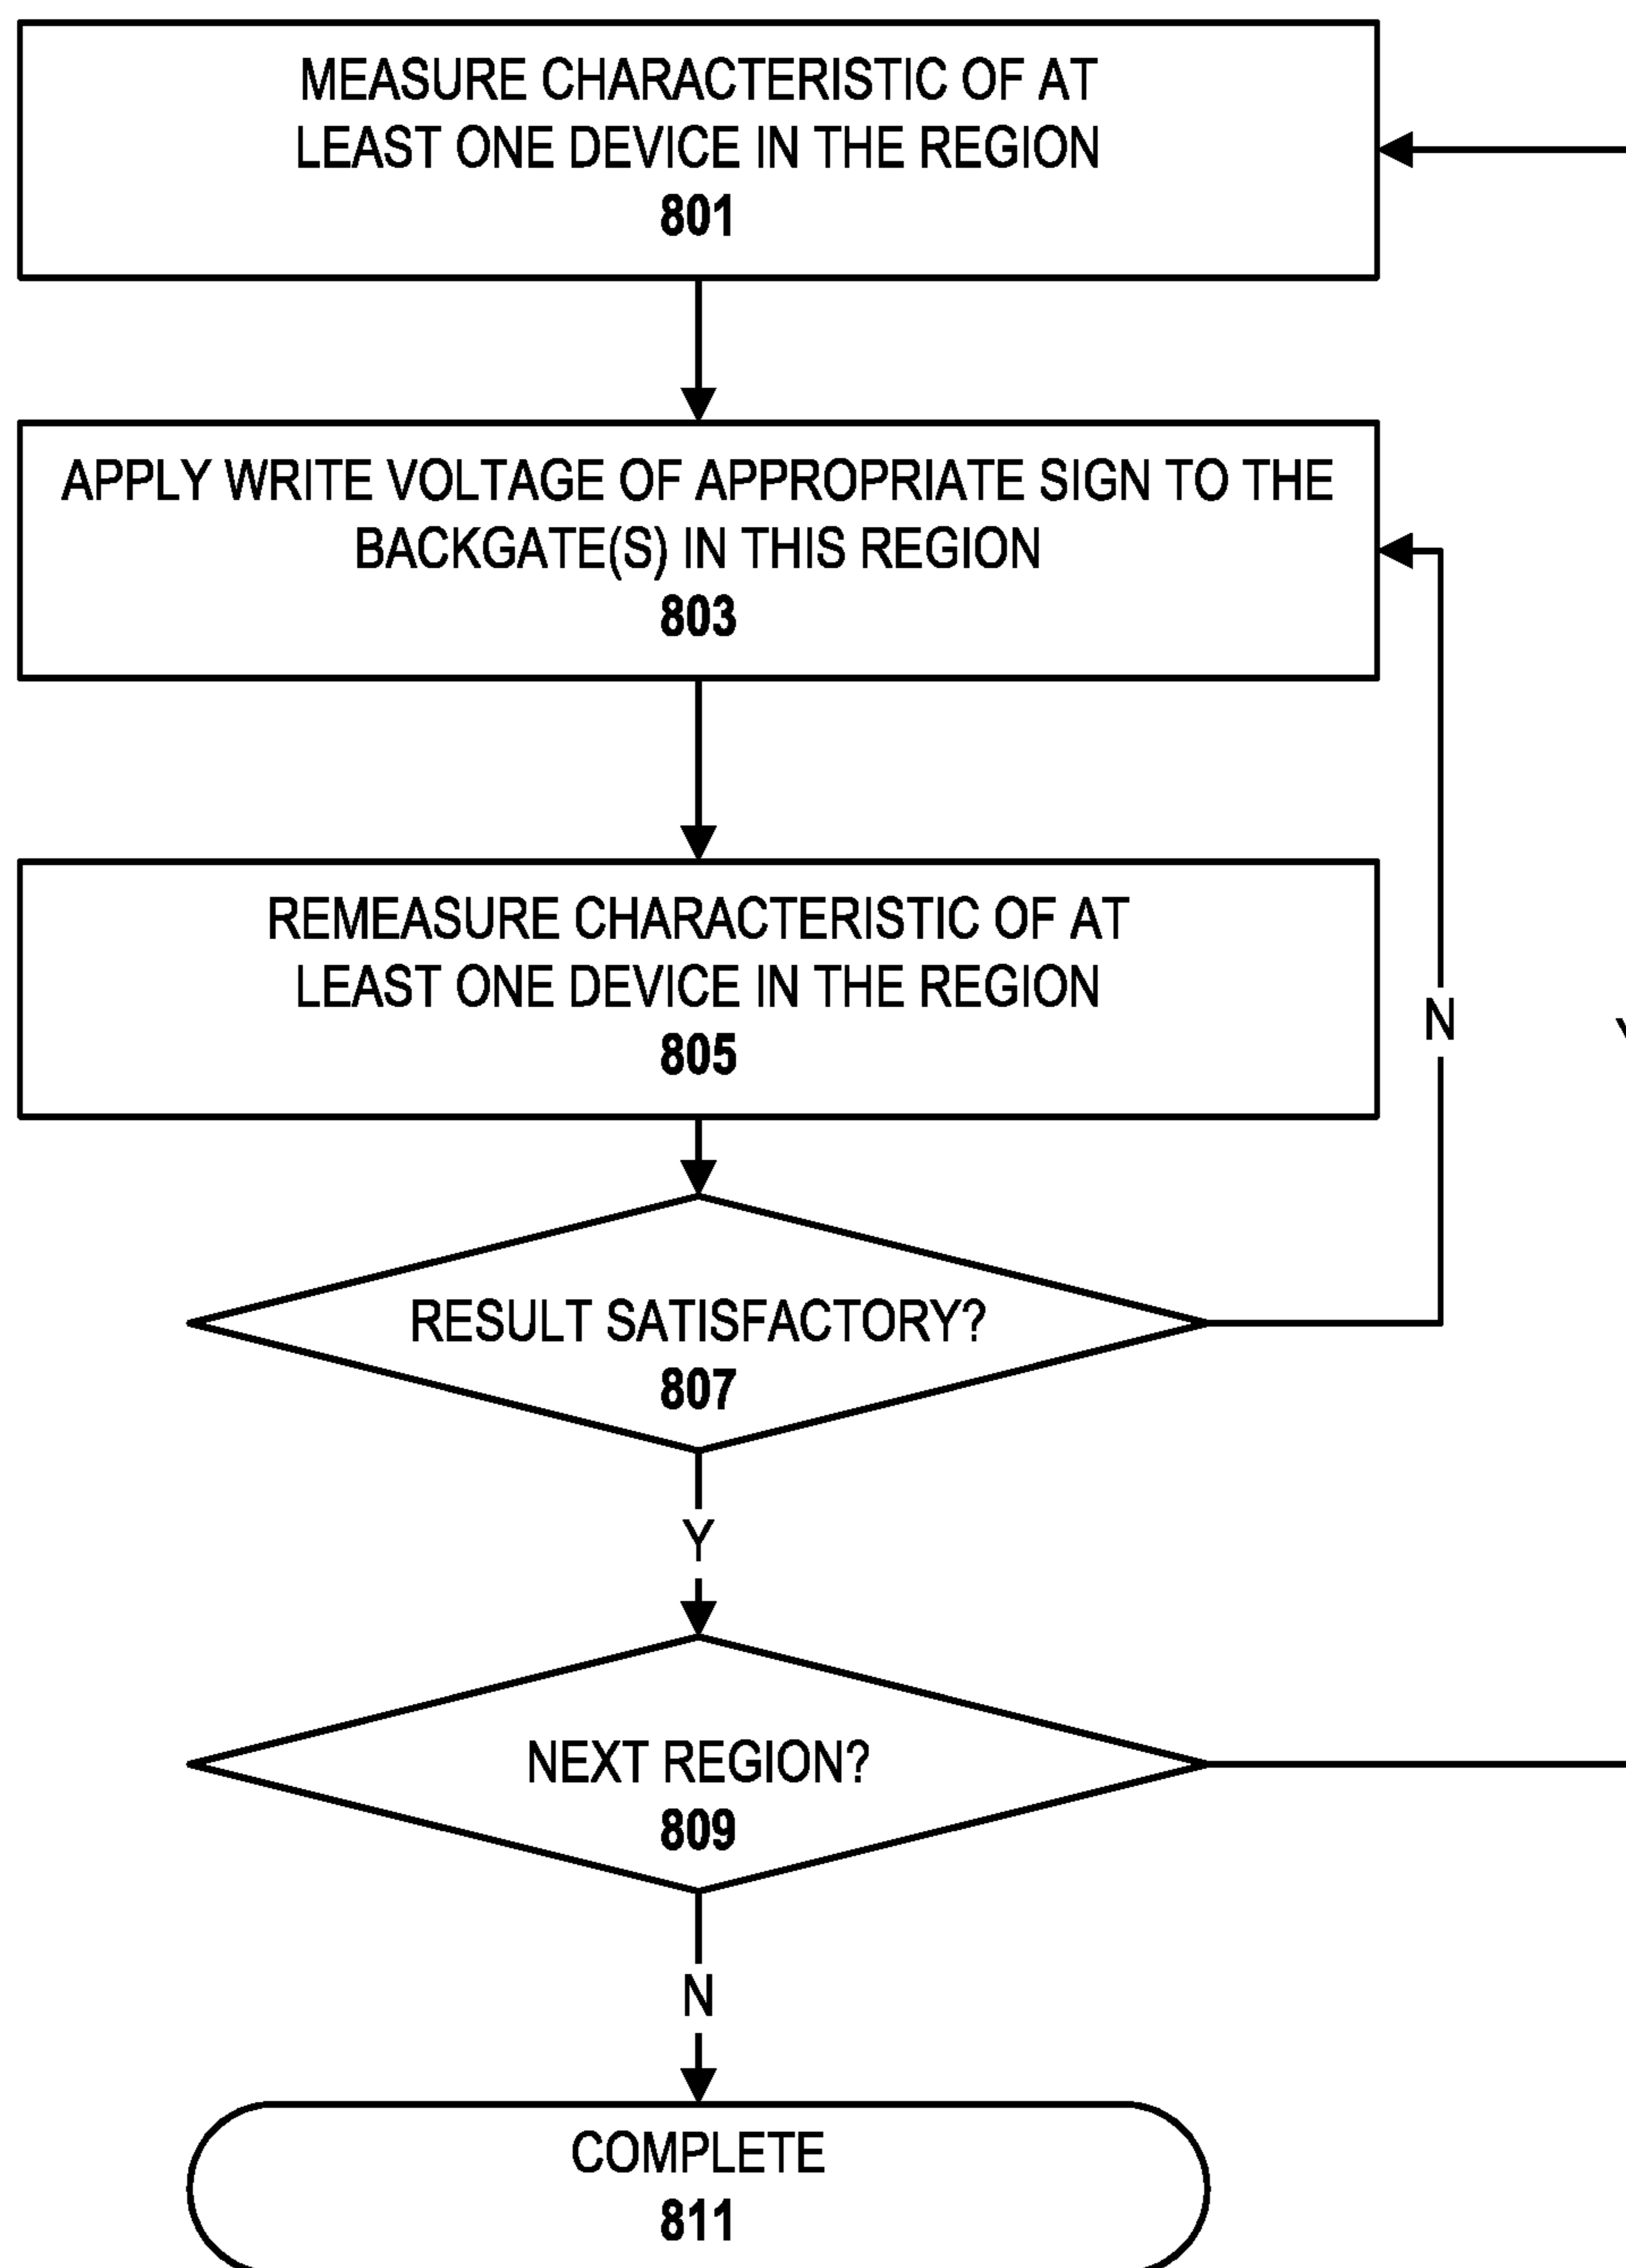 MEASURE CHARACTERISTIC OF AT
LEAST ONE DEVICE IN THE REGION
801
APPLY WRITE VOLTAGE OF APPROPRIATE SIGN TO THE
BACKGATE(S) IN THIS REGION
803
REMEASURE CHARACTERISTIC OF AT
LEAST ONE DEVICE IN THE REGION
805
N
RESULT SATISFACTORY?
807
Y
NEXT REGION?
809
N
COMPLETE
811